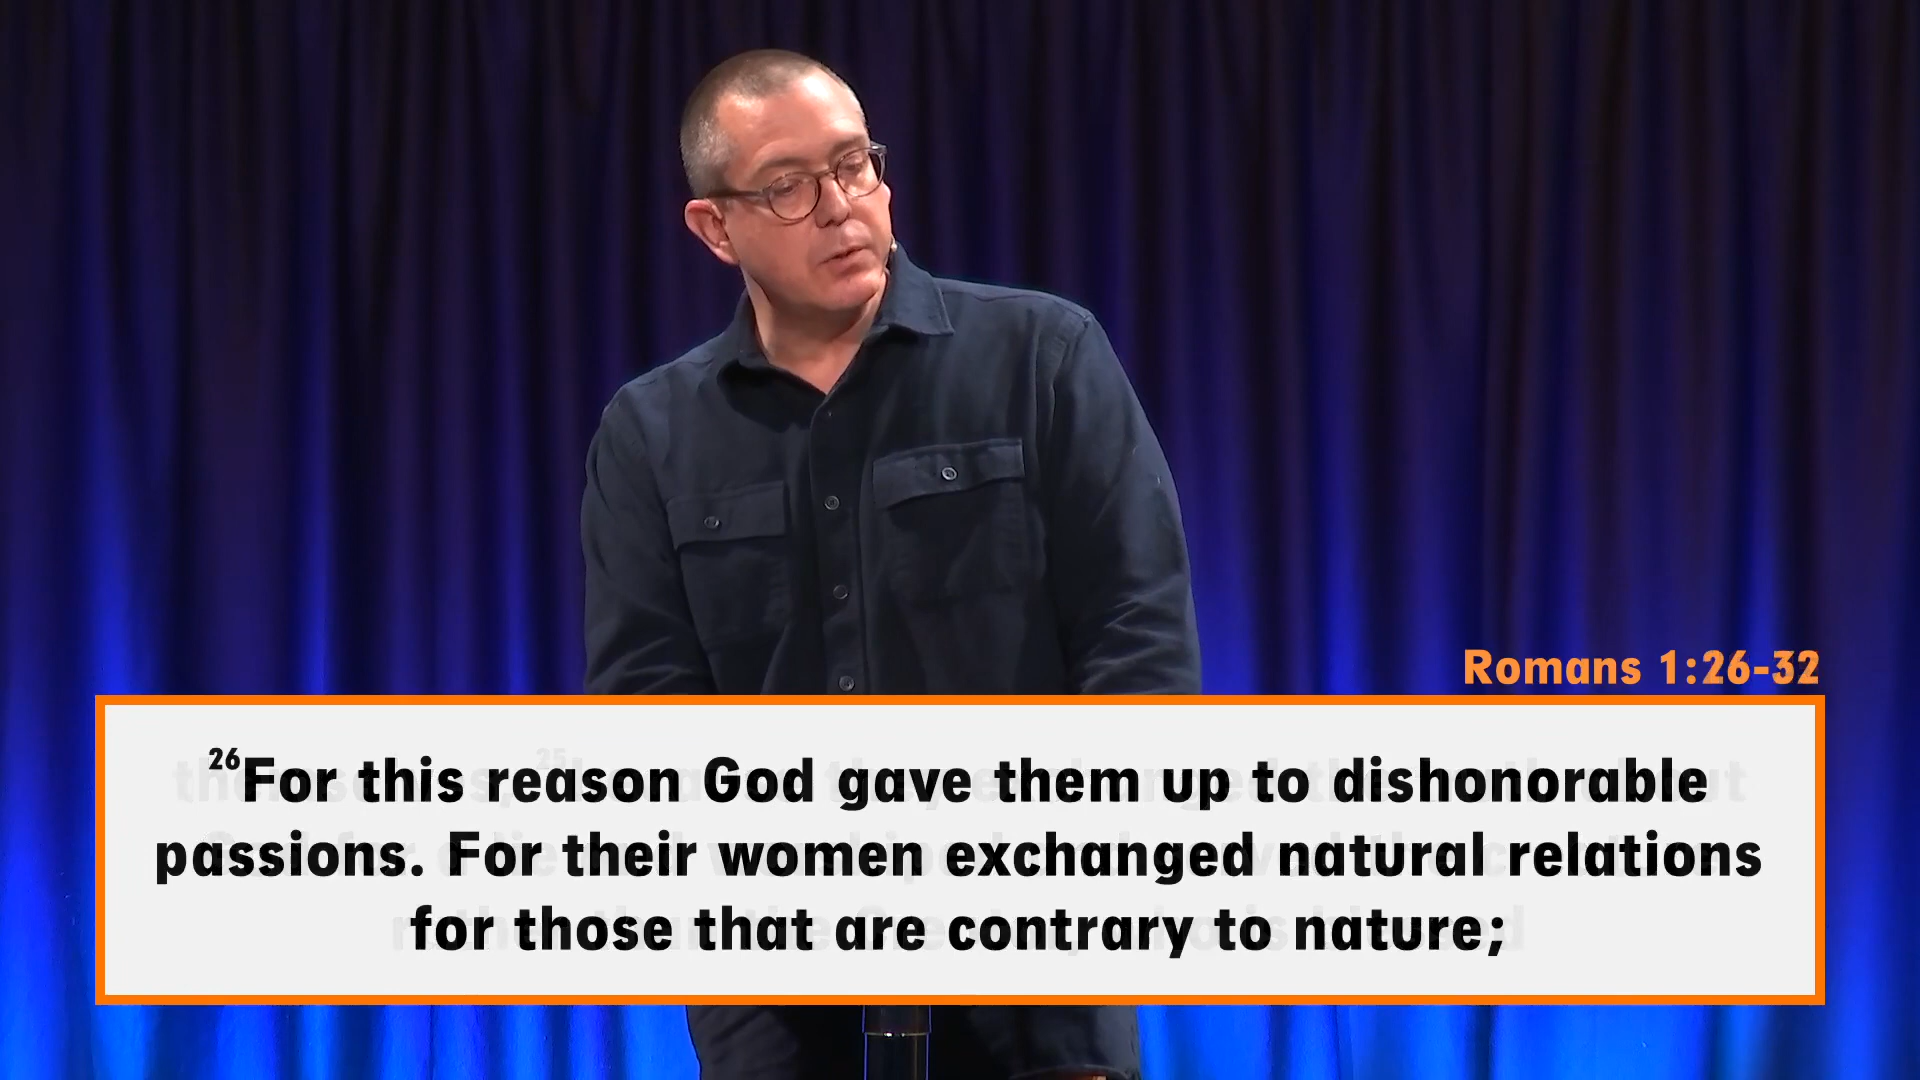 Romans 1:26-32
26For this reason God gave them up to dishonorable
passions. For their women exchanged natural relations
for those that are contrary to nature;